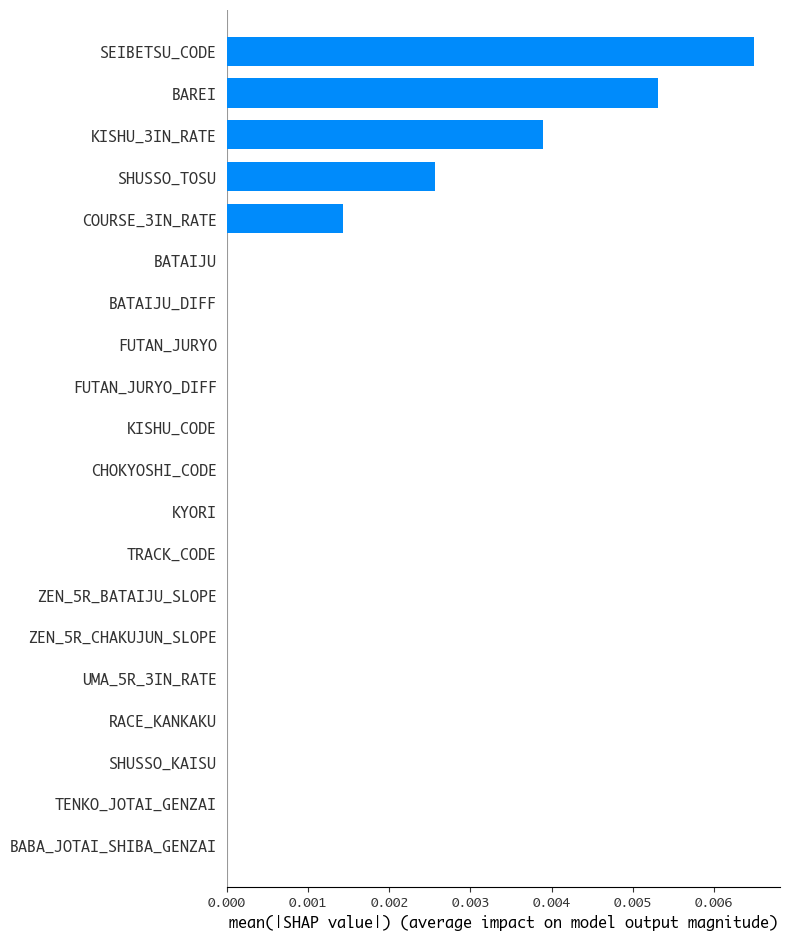 SEIBETSU_CODE
BAREI
KISHU_3IN_RATE
SHUSSO_TOSU
COURSE_3IN_RATE
BATAIJU
BATAIJU_DIFF
FUTAN_JURYO
FUTAN_JURYO_DIFF
KISHU_CODE
CHOKYOSHI_CODE
KYORI
TRACK_CODE
ZEN_5R_BATAIJU_SLOPE
ZEN_5R_CHAKUJUN_SLOPE
UMA_5R_3IN_RATE
RACE_KANKAKU
SHUSSO_KAISU
TENKO_JOTAI_GENZAI
BABA_JOTAI_SHIBA_GENZAI
0.000 0.001 0.002 0.003 0.004 0.005 0.006
mean(|SHAP value|) (average impact on model output magnitude)